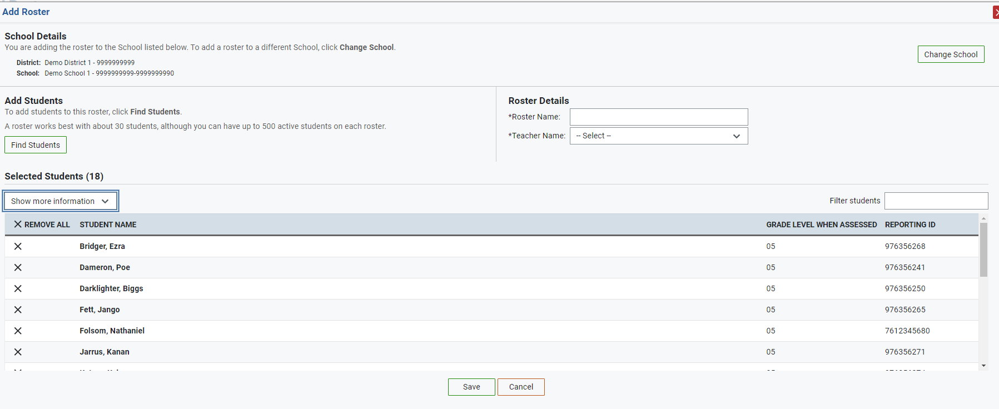 Add Roster
School Details
You are adding the roster to the School listed below. To add a roster to a different School, click Change School.
District: Demo District 1 - 9999999999
School: Demo School 1 - 9999999999-9999999990
Change School
Add Students
To add students to this roster, click Find Students.
A roster works best with about 30 students, although you can have up to 500 active students on each roster.
Find Students
Roster Details
*Roster Name:
*Teacher Name: -- Select --
Selected Students (18)
Show more information
Filter students
REMOVE ALL STUDENT NAME GRADE LEVEL WHEN ASSESSED REPORTING ID
Bridger, Ezra 05 976356268
Dameron, Poe 05 976356241
Darklighter, Biggs 05 976356250
Fett, Jango 05 976356265
Folsom, Nathaniel 05 7612345680
Jarrus, Kanan 05 976356271
Save Cancel